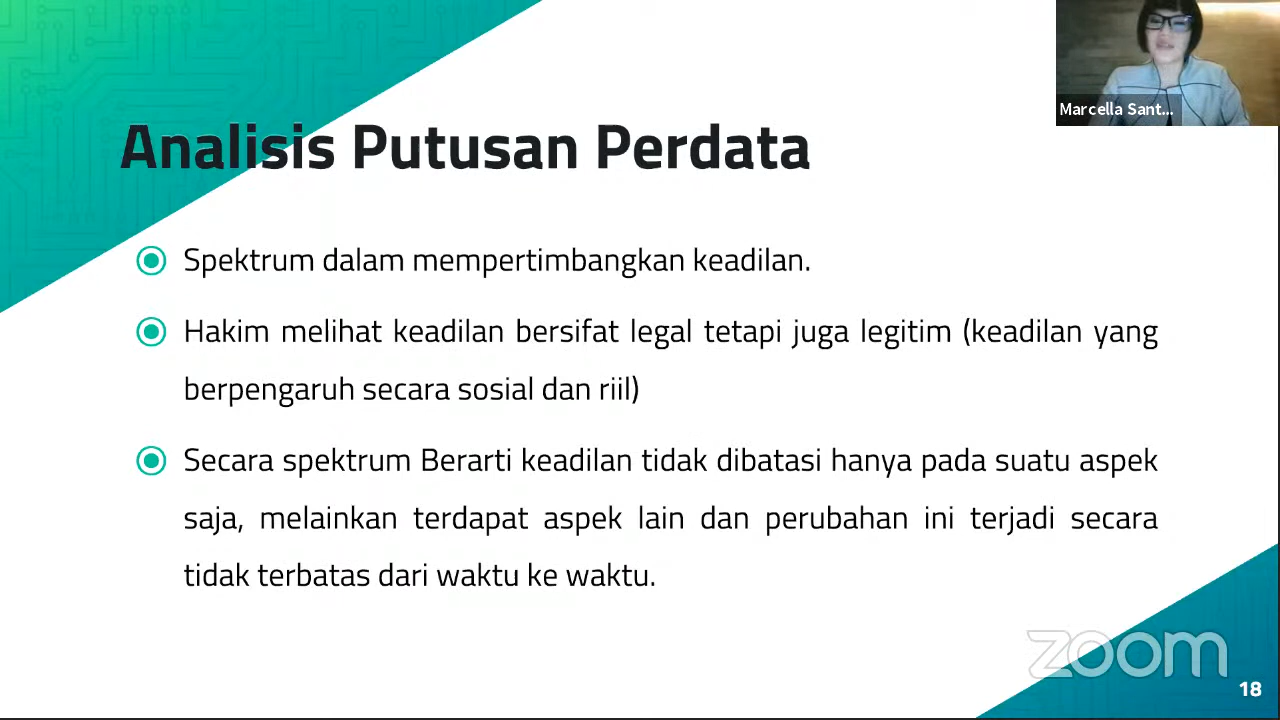 Marcella Sant...
Analisis Putusan Perdata
Spektrum dalam mempertimbangkan keadilan.
Hakim melihat keadilan bersifat legal tetapi juga legitim (keadilan yang
berpengaruh secara sosial dan riil)
Secara spektrum Berarti keadilan tidak dibatasi hanya pada suatu aspek
saja, melainkan terdapat aspek lain dan perubahan ini terjadi secara
tidak terbatas dari waktu ke waktu.
zoom
18